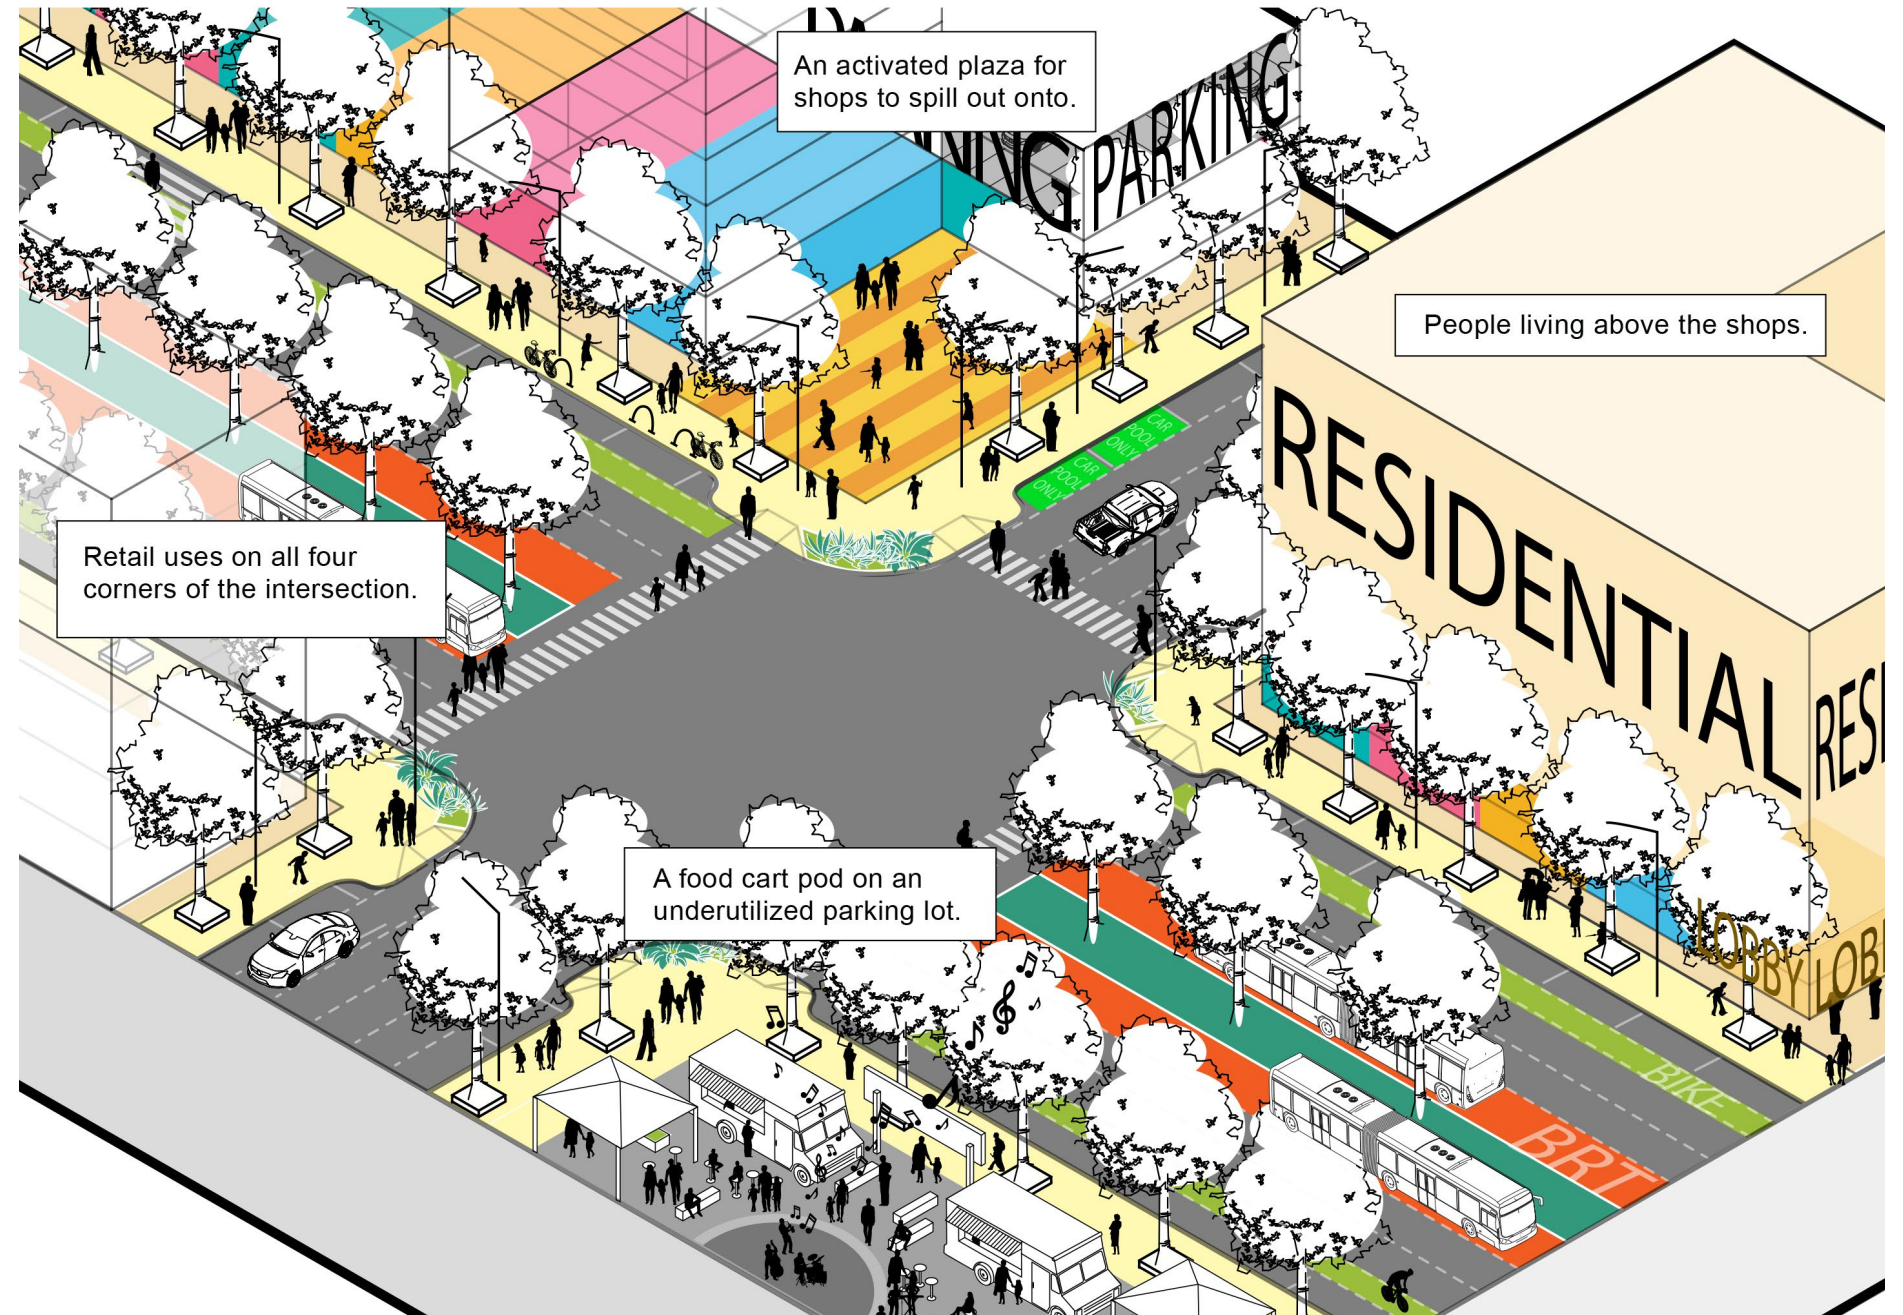 An activated plaza for
shops to spill out onto.
PARKING
People living above the shops.
CAR
POOL
ONLY
CAR
POOL
ONLY
RESIDENTIAL
Retail uses on all four
corners of the intersection.
A food cart pod on an
underutilized parking lot.
LOBBY
BIKE
BRT